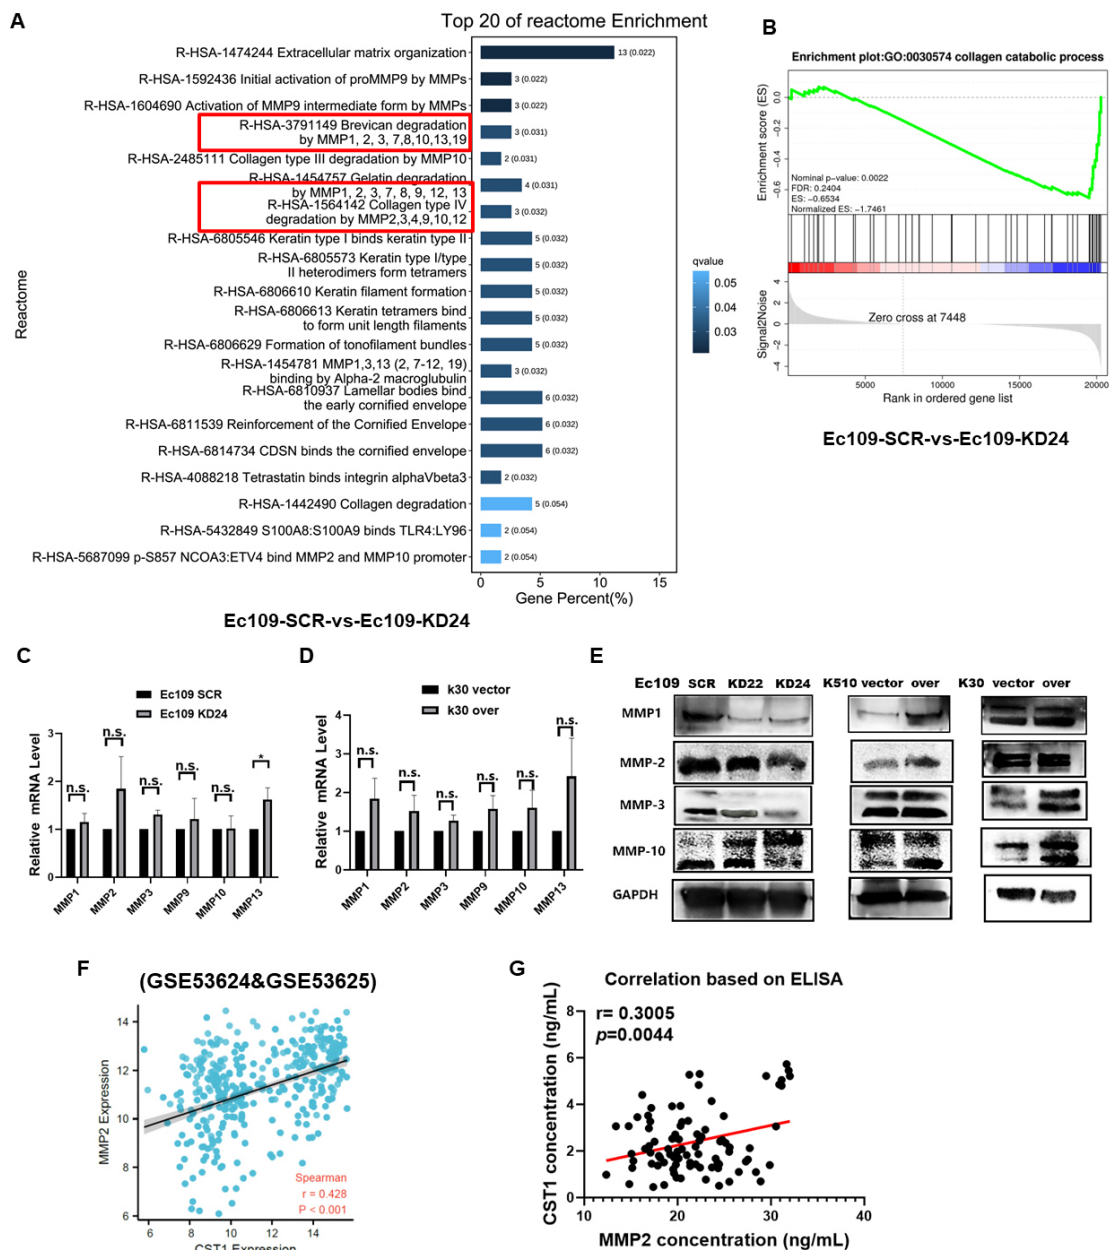 A
Top 20 of reactome Enrichment
Reactome
R-HSA-1474244 Extracellular matrix organization
13 (0.022)
R-HSA-1592436 Initial activation of proMMP9 by MMPs
3 (0.022)
R-HSA-1604690 Activation of MMP9 intermediate form by MMPs
3 (0.022)
R-HSA-3791149 Brevican degradation
by MMP1, 2, 3, 7,8,10,13,19
3 (0.031)
R-HSA-2485111 Collagen type III degradation by MMP10
2 (0.031)
R-HSA-1454757 Gelatin degradation
by MMP1, 2, 3, 7, 8, 9, 12, 13
4 (0.031)
R-HSA-1564142 Collagen type IV
degradation by MMP2,3,4,9,10,12
3 (0.032)
R-HSA-6805546 Keratin type I binds keratin type II
5 (0.032)
R-HSA-6805573 Keratin type I/type
II heterodimers form tetramers
5 (0.032)
R-HSA-6806610 Keratin filament formation
5 (0.032)
R-HSA-6806613 Keratin tetramers bind
to form unit length filaments
5 (0.032)
R-HSA-6806629 Formation of tonofilament bundles
5 (0.032)
R-HSA-1454781 MMP1,3,13 (2, 7-12, 19)
binding by Alpha-2 macroglubulin
3 (0.032)
R-HSA-6810937 Lamellar bodies bind
the early cornified envelope
6 (0.032)
R-HSA-6811539 Reinforcement of the Cornified Envelope
6 (0.032)
R-HSA-6814734 CDSN binds the cornified envelope
6 (0.032)
R-HSA-4088218 Tetrastatin binds integrin alphaVbeta3
2 (0.032)
R-HSA-1442490 Collagen degradation
5 (0.054)
R-HSA-5432849 S100A8:S100A9 binds TLR4:LY96
2 (0.054)
R-HSA-5687099 p-S857 NCOA3:ETV4 bind MMP2 and MMP10 promoter
2 (0.054)
0 5 10 15
Gene Percent(%)
qvalue
0.05
0.04
0.03
Ec109-SCR-vs-Ec109-KD24
B
Enrichment plot:GO:0030574 collagen catabolic process
Enrichment score (ES)
0.0
-0.2
-0.4
-0.6
Nominal p-value: 0.0022
FDR: 0.2404
ES: -0.6534
Normalized ES: -1.7461
Signal2Noise
4
2
0
-2
-4
Zero cross at 7448
5000 10000 15000 20000
Rank in ordered gene list
Ec109-SCR-vs-Ec109-KD24
C
Ec109 SCR
Ec109 KD24
Relative mRNA Level
3
2
1
0
n.s. n.s. n.s. n.s. n.s. *
MMP1 MMP2 MMP3 MMP9 MMP10 MMP13
D
k30 vector
k30 over
Relative mRNA Level
4
3
2
1
0
n.s. n.s. n.s. n.s. n.s. n.s.
MMP1 MMP2 MMP3 MMP9 MMP10 MMP13
E
Ec109 SCR KD22 KD24 K510 vector over K30 vector over
MMP1
MMP-2
MMP-3
MMP-10
GAPDH
F
(GSE53624&GSE53625)
MMP2 Expression
14
12
10
8
6
Spearman
r = 0.428
P < 0.001
6 8 10 12 14
CST1 Expression
G
Correlation based on ELISA
r= 0.3005
p=0.0044
CST1 concentration (ng/mL)
8
6
4
2
0
10 20 30 40
MMP2 concentration (ng/mL)